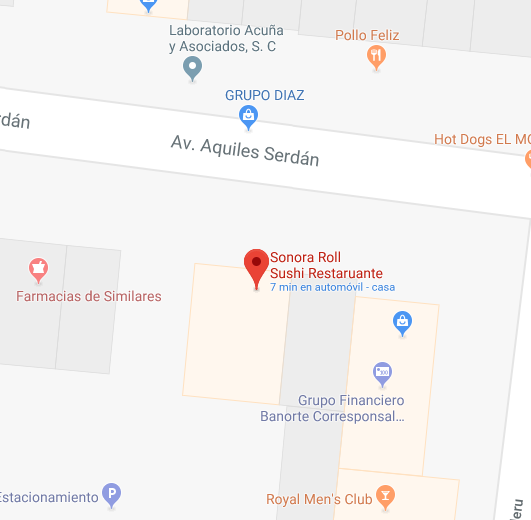 Laboratorio Acuña
y Asociados, S. C
Pollo Feliz
GRUPO DIAZ
rdán
Av. Aquiles Serdán
Hot Dogs EL MO
Sonora Roll
Sushi Restaruante
7 min en automóvil - casa
Farmacias de Similares
Grupo Financiero
Banorte Corresponsal...
Estacionamiento
P
Royal Men's Club
eru